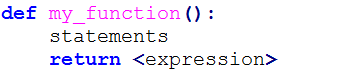 def my_function():
    statements
    return <expression>